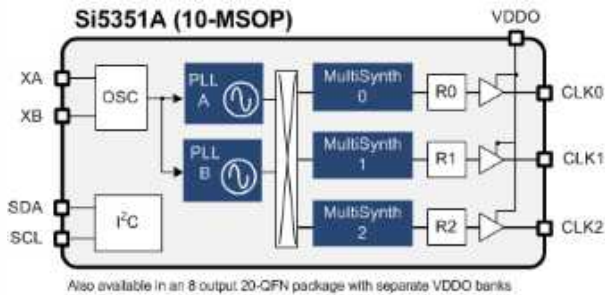 Si5351A (10-MSOP)
VDDO
XA
XB
OSC
PLL
A
PLL
B
MultiSynth
0
R0
CLK0
MultiSynth
1
R1
CLK1
SDA
SCL
I²C
MultiSynth
2
R2
CLK2
Also available in an 8 output 20-QFN package with separate VDDO banks